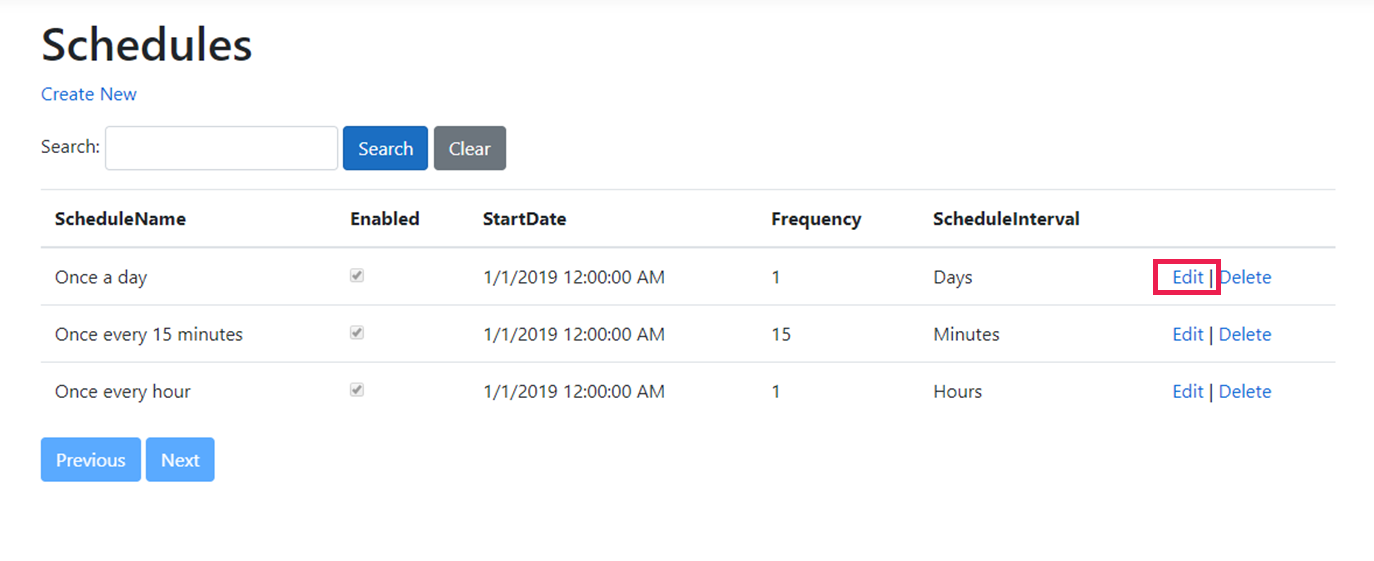 Schedules
Create New
Search: Search Clear
ScheduleName Enabled StartDate Frequency ScheduleInterval
Once a day 1/1/2019 12:00:00 AM 1 Days Edit | Delete
Once every 15 minutes 1/1/2019 12:00:00 AM 15 Minutes Edit | Delete
Once every hour 1/1/2019 12:00:00 AM 1 Hours Edit | Delete
Previous Next